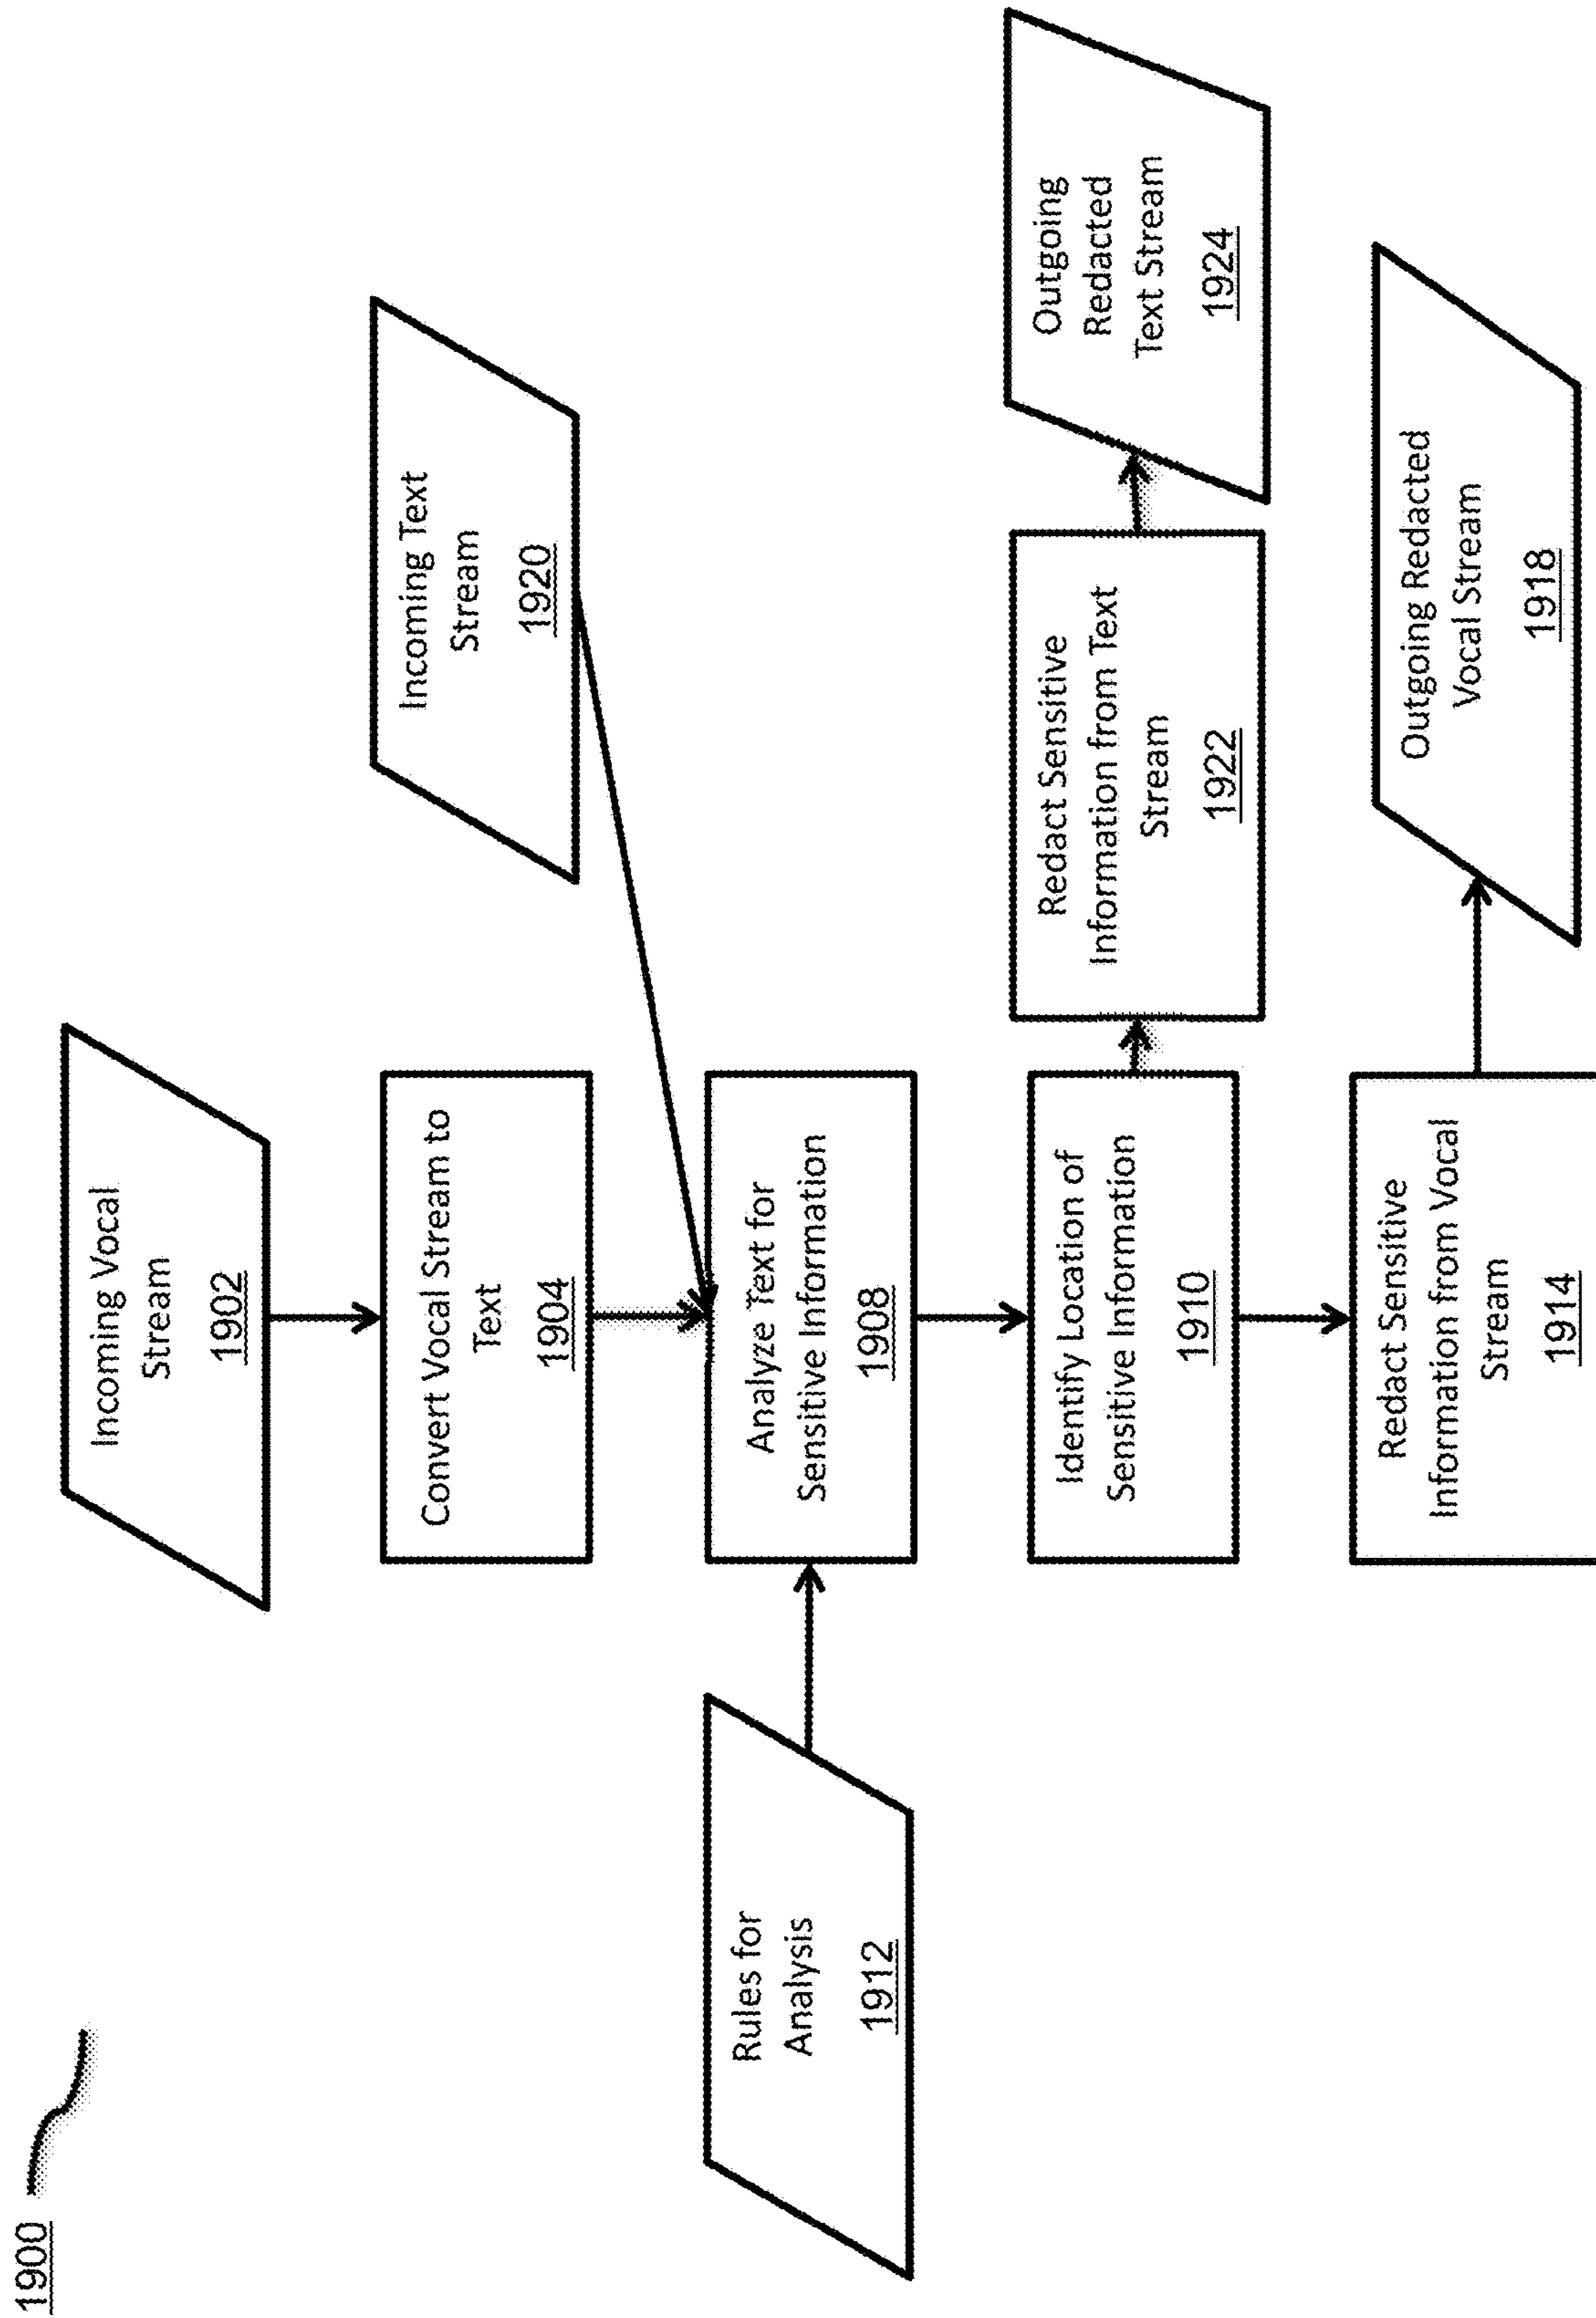 1900
Incoming Vocal
Stream
1902
Incoming Text
Stream
1920
Convert Vocal Stream to
Text
1904
Rules for
Analysis
1912
Analyze Text for
Sensitive Information
1908
Identify Location of
Sensitive Information
1910
Redact Sensitive
Information from Text
Stream
1922
Outgoing
Redacted
Text Stream
1924
Redact Sensitive
Information from Vocal
Stream
1914
Outgoing Redacted
Vocal Stream
1918